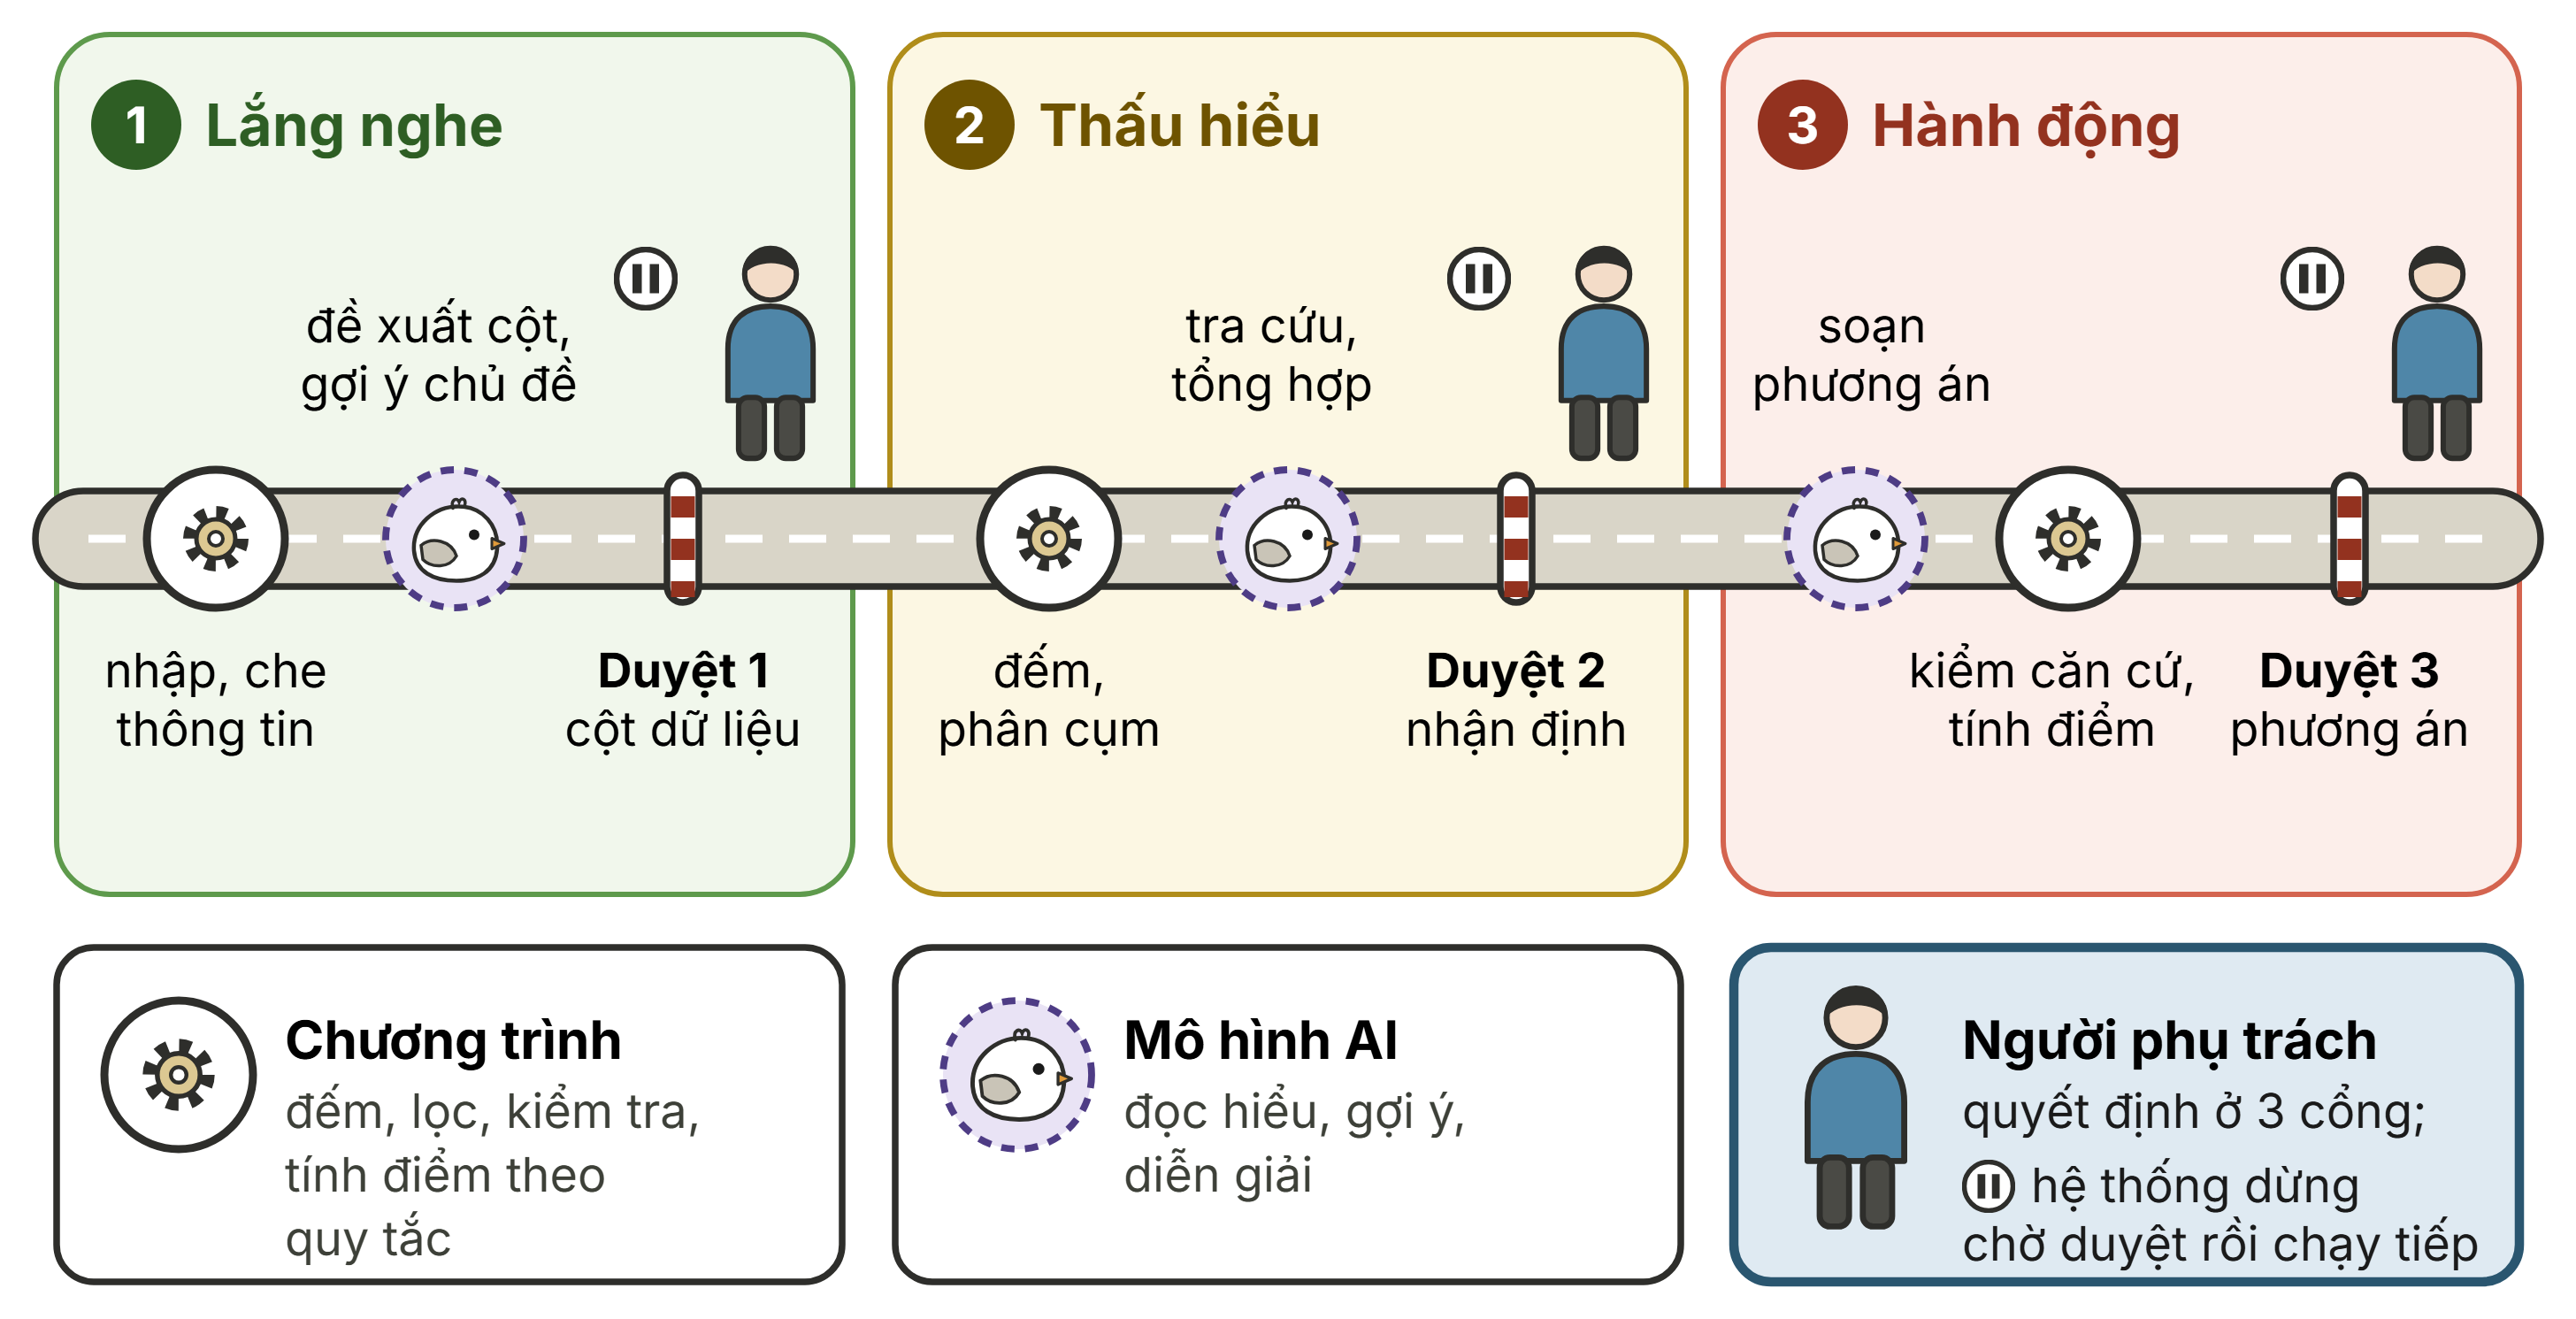 1 Lắng nghe
đề xuất cột,
gợi ý chủ đề
nhập, che
thông tin
Duyệt 1
cột dữ liệu
2 Thấu hiểu
tra cứu,
tổng hợp
đếm,
phân cụm
Duyệt 2
nhận định
3 Hành động
soạn
phương án
kiểm căn cứ,
tính điểm
Duyệt 3
phương án
Chương trình
đếm, lọc, kiểm tra,
tính điểm theo
quy tắc
Mô hình AI
đọc hiểu, gợi ý,
diễn giải
Người phụ trách
quyết định ở 3 cổng;
hệ thống dừng
chờ duyệt rồi chạy tiếp